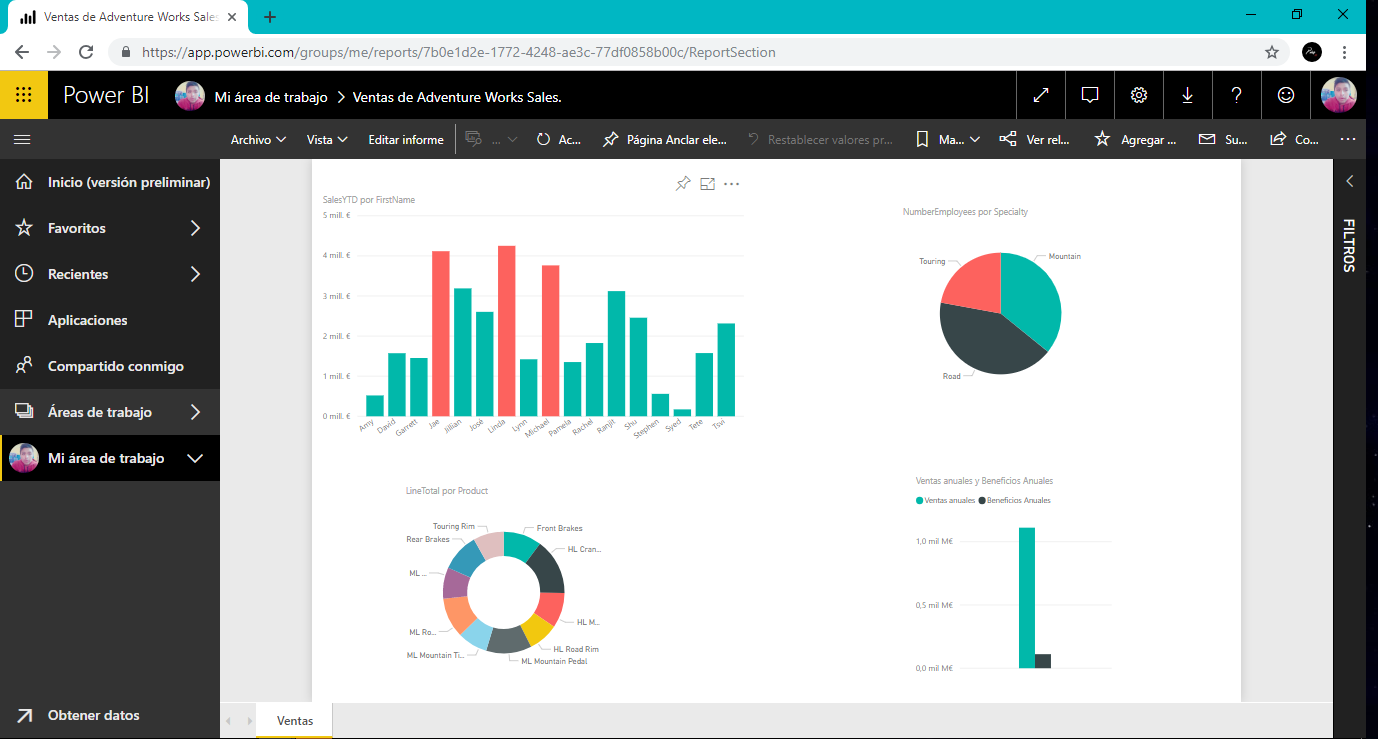 Ventas de Adventure Works Sales
https://app.powerbi.com/groups/me/reports/7b0e1d2e-1772-4248-ae3c-77df0858b00c/ReportSection
Power BI Mi área de trabajo > Ventas de Adventure Works Sales. ?
Archivo Vista Editar informe ... Ac... Página Anclar ele... Restablecer valores pr... Ma... Ver rel... Agregar ... Su... Co... ...
Inicio (versión preliminar)
Favoritos
Recientes
Aplicaciones
Compartido conmigo
Áreas de trabajo
Mi área de trabajo
Obtener datos
SalesYTD por FirstName
5 mill. €
4 mill. €
3 mill. €
2 mill. €
1 mill. €
0 mill. €
Amy David Garrett Jae Jillian José Linda Lynn Michael Pamela Rachel Ranjit Shu Stephen Syed Tete Tsvi
NumberEmployees por Specialty
Touring
Mountain
Road
LineTotal por Product
Touring Rim
Front Brakes
Rear Brakes
HL Cran...
ML ...
HL M...
ML Ro...
HL Road Rim
ML Mountain Ti...
ML Mountain Pedal
Ventas anuales y Beneficios Anuales
Ventas anuales Beneficios Anuales
1,0 mil M€
0,5 mil M€
0,0 mil M€
FILTROS
Ventas